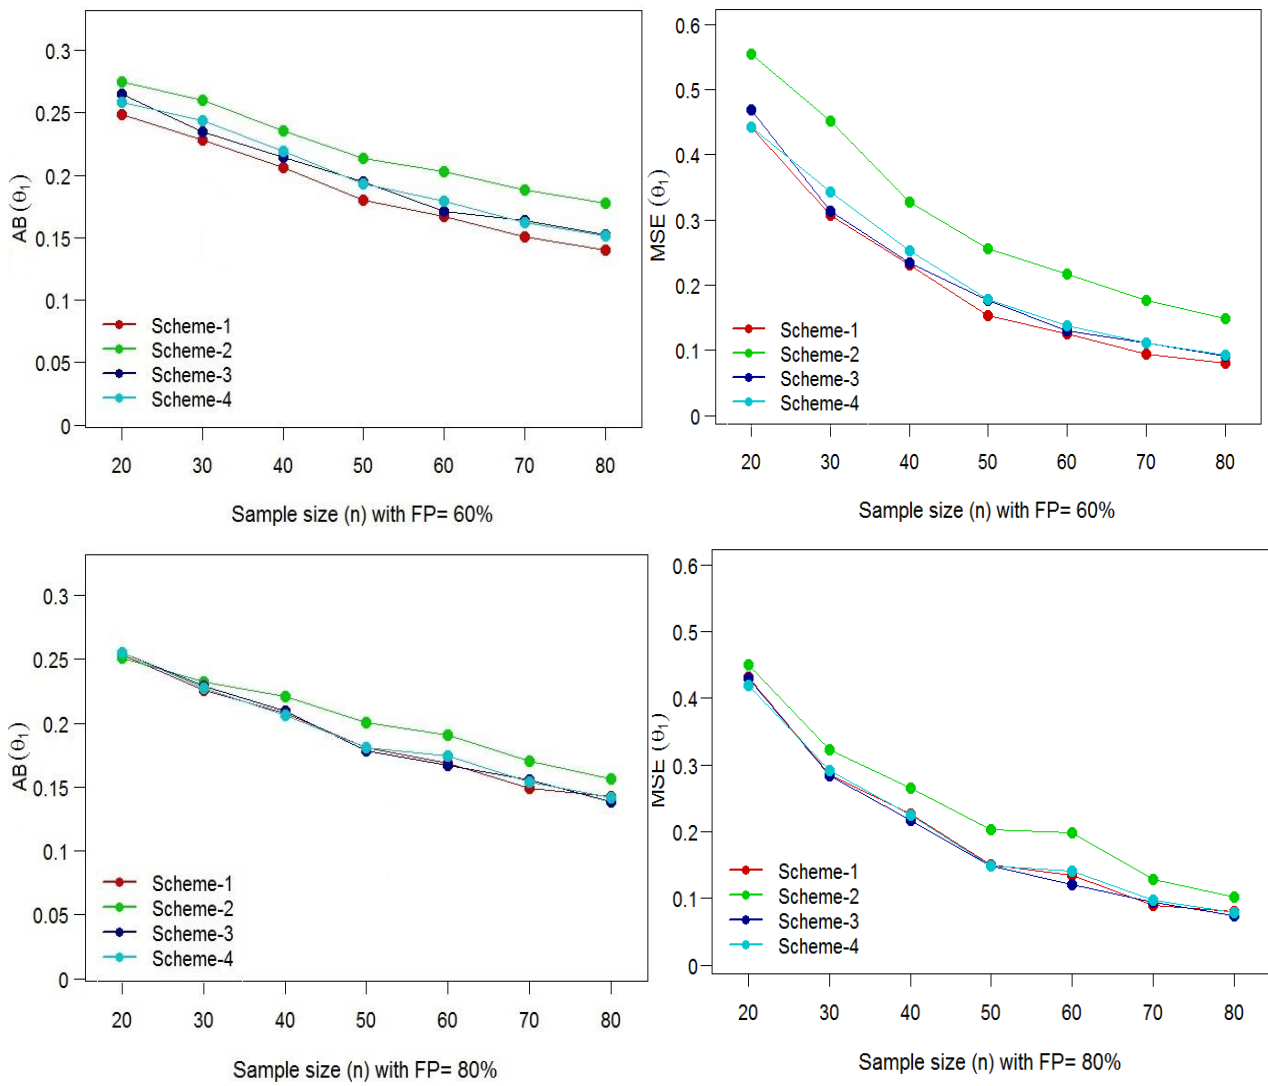 AB (θ1)
0.3
0.25
0.2
0.15
0.1
0.05
0
Scheme-1
Scheme-2
Scheme-3
Scheme-4
20 30 40 50 60 70 80
Sample size (n) with FP= 60%
MSE (θ1)
0.6
0.5
0.4
0.3
0.2
0.1
0
Scheme-1
Scheme-2
Scheme-3
Scheme-4
20 30 40 50 60 70 80
Sample size (n) with FP= 60%
AB (θ1)
0.3
0.25
0.2
0.15
0.1
0.05
0
Scheme-1
Scheme-2
Scheme-3
Scheme-4
20 30 40 50 60 70 80
Sample size (n) with FP= 80%
MSE (θ1)
0.6
0.5
0.4
0.3
0.2
0.1
0
Scheme-1
Scheme-2
Scheme-3
Scheme-4
20 30 40 50 60 70 80
Sample size (n) with FP= 80%